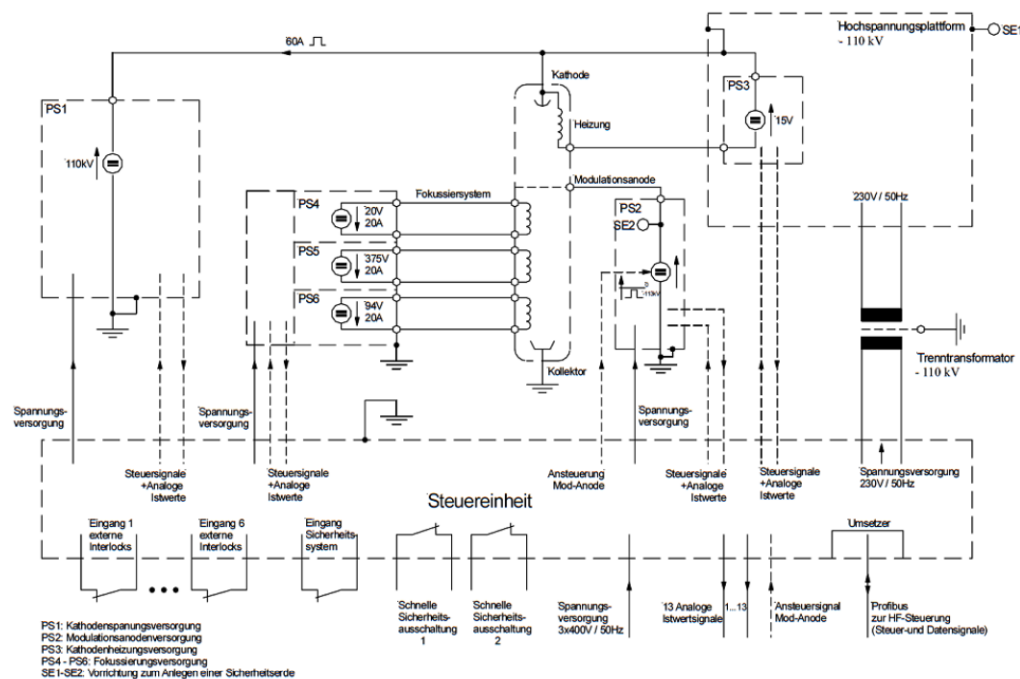 60A
Hochspannungsplattform
- 110 kV
SE1
Kathode
PS1
PS3
110kV
15V
Heizung
Modulationsanode
Fokussiersystem
PS4
20V
20A
PS2
SE2
230V / 50Hz
PS5
375V
20A
-110kV
PS6
94V
20A
Kollektor
Trenntransformator
- 110 kV
Spannungs-
versorgung
Spannungs-
versorgung
Spannungs-
versorgung
Steuersignale
+Analoge
Istwerte
Steuersignale
+Analoge
Istwerte
Ansteuerung
Mod-Anode
Steuersignale
+Analoge
Istwerte
Steuersignale
+Analoge
Istwerte
Spannungsversorgung
230V / 50Hz
Steuereinheit
Eingang 1
externe
Interlocks
Eingang 6
externe
Interlocks
Eingang
Sicherheits
system
Umsetzer
Schnelle
Sicherheits-
ausschaltung
1
Schnelle
Sicherheits-
ausschaltung
2
Spannungs-
versorgung
3x400V / 50Hz
13 Analoge
Istwertsignale
1...13
Ansteuersignal
Mod-Anode
Profibus
zur HF-Steuerung
(Steuer-und Datensignale)
PS1: Kathodenspanungsversorgung
PS2: Modulationsanodenversorgung
PS3: Kathodenheizungsversorgung
PS4 - PS6: Fokussierungsversorgung
SE1-SE2: Vorrichtung zum Anlegen einer Sicherheitserde